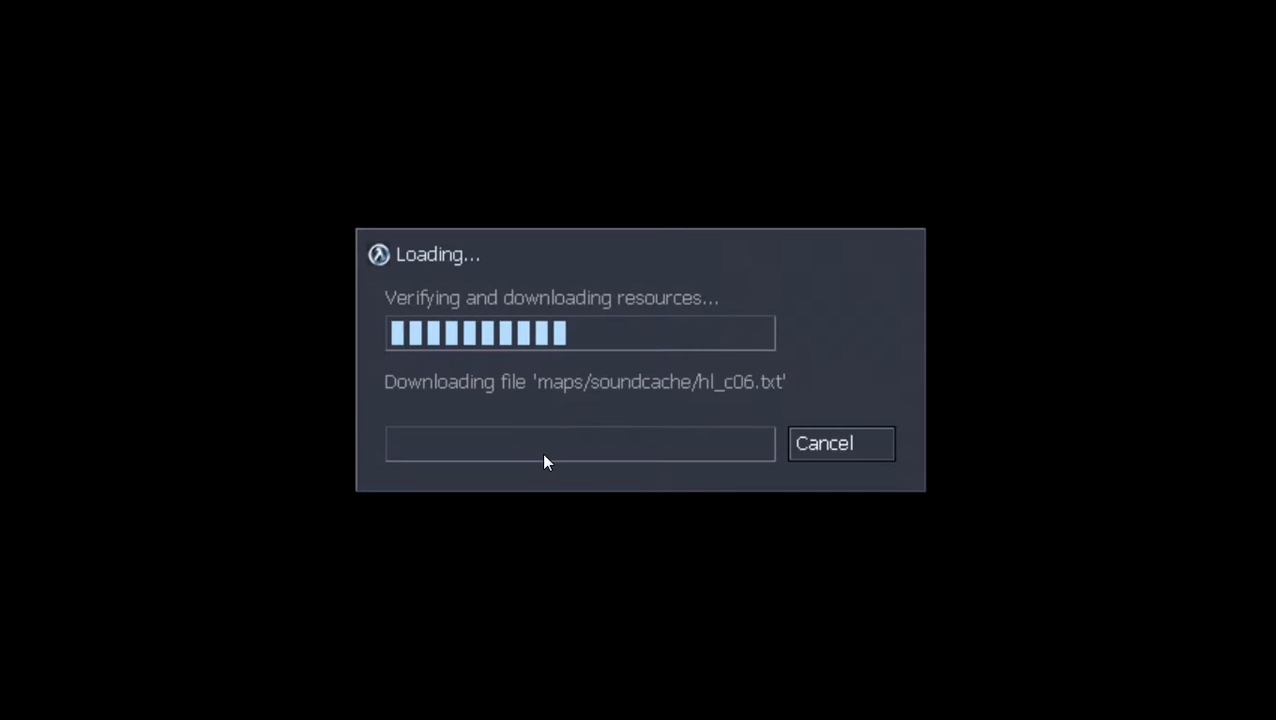 Loading...
Verifying and downloading resources...
Downloading file 'maps/soundcache/hl_c06.txt'
Cancel